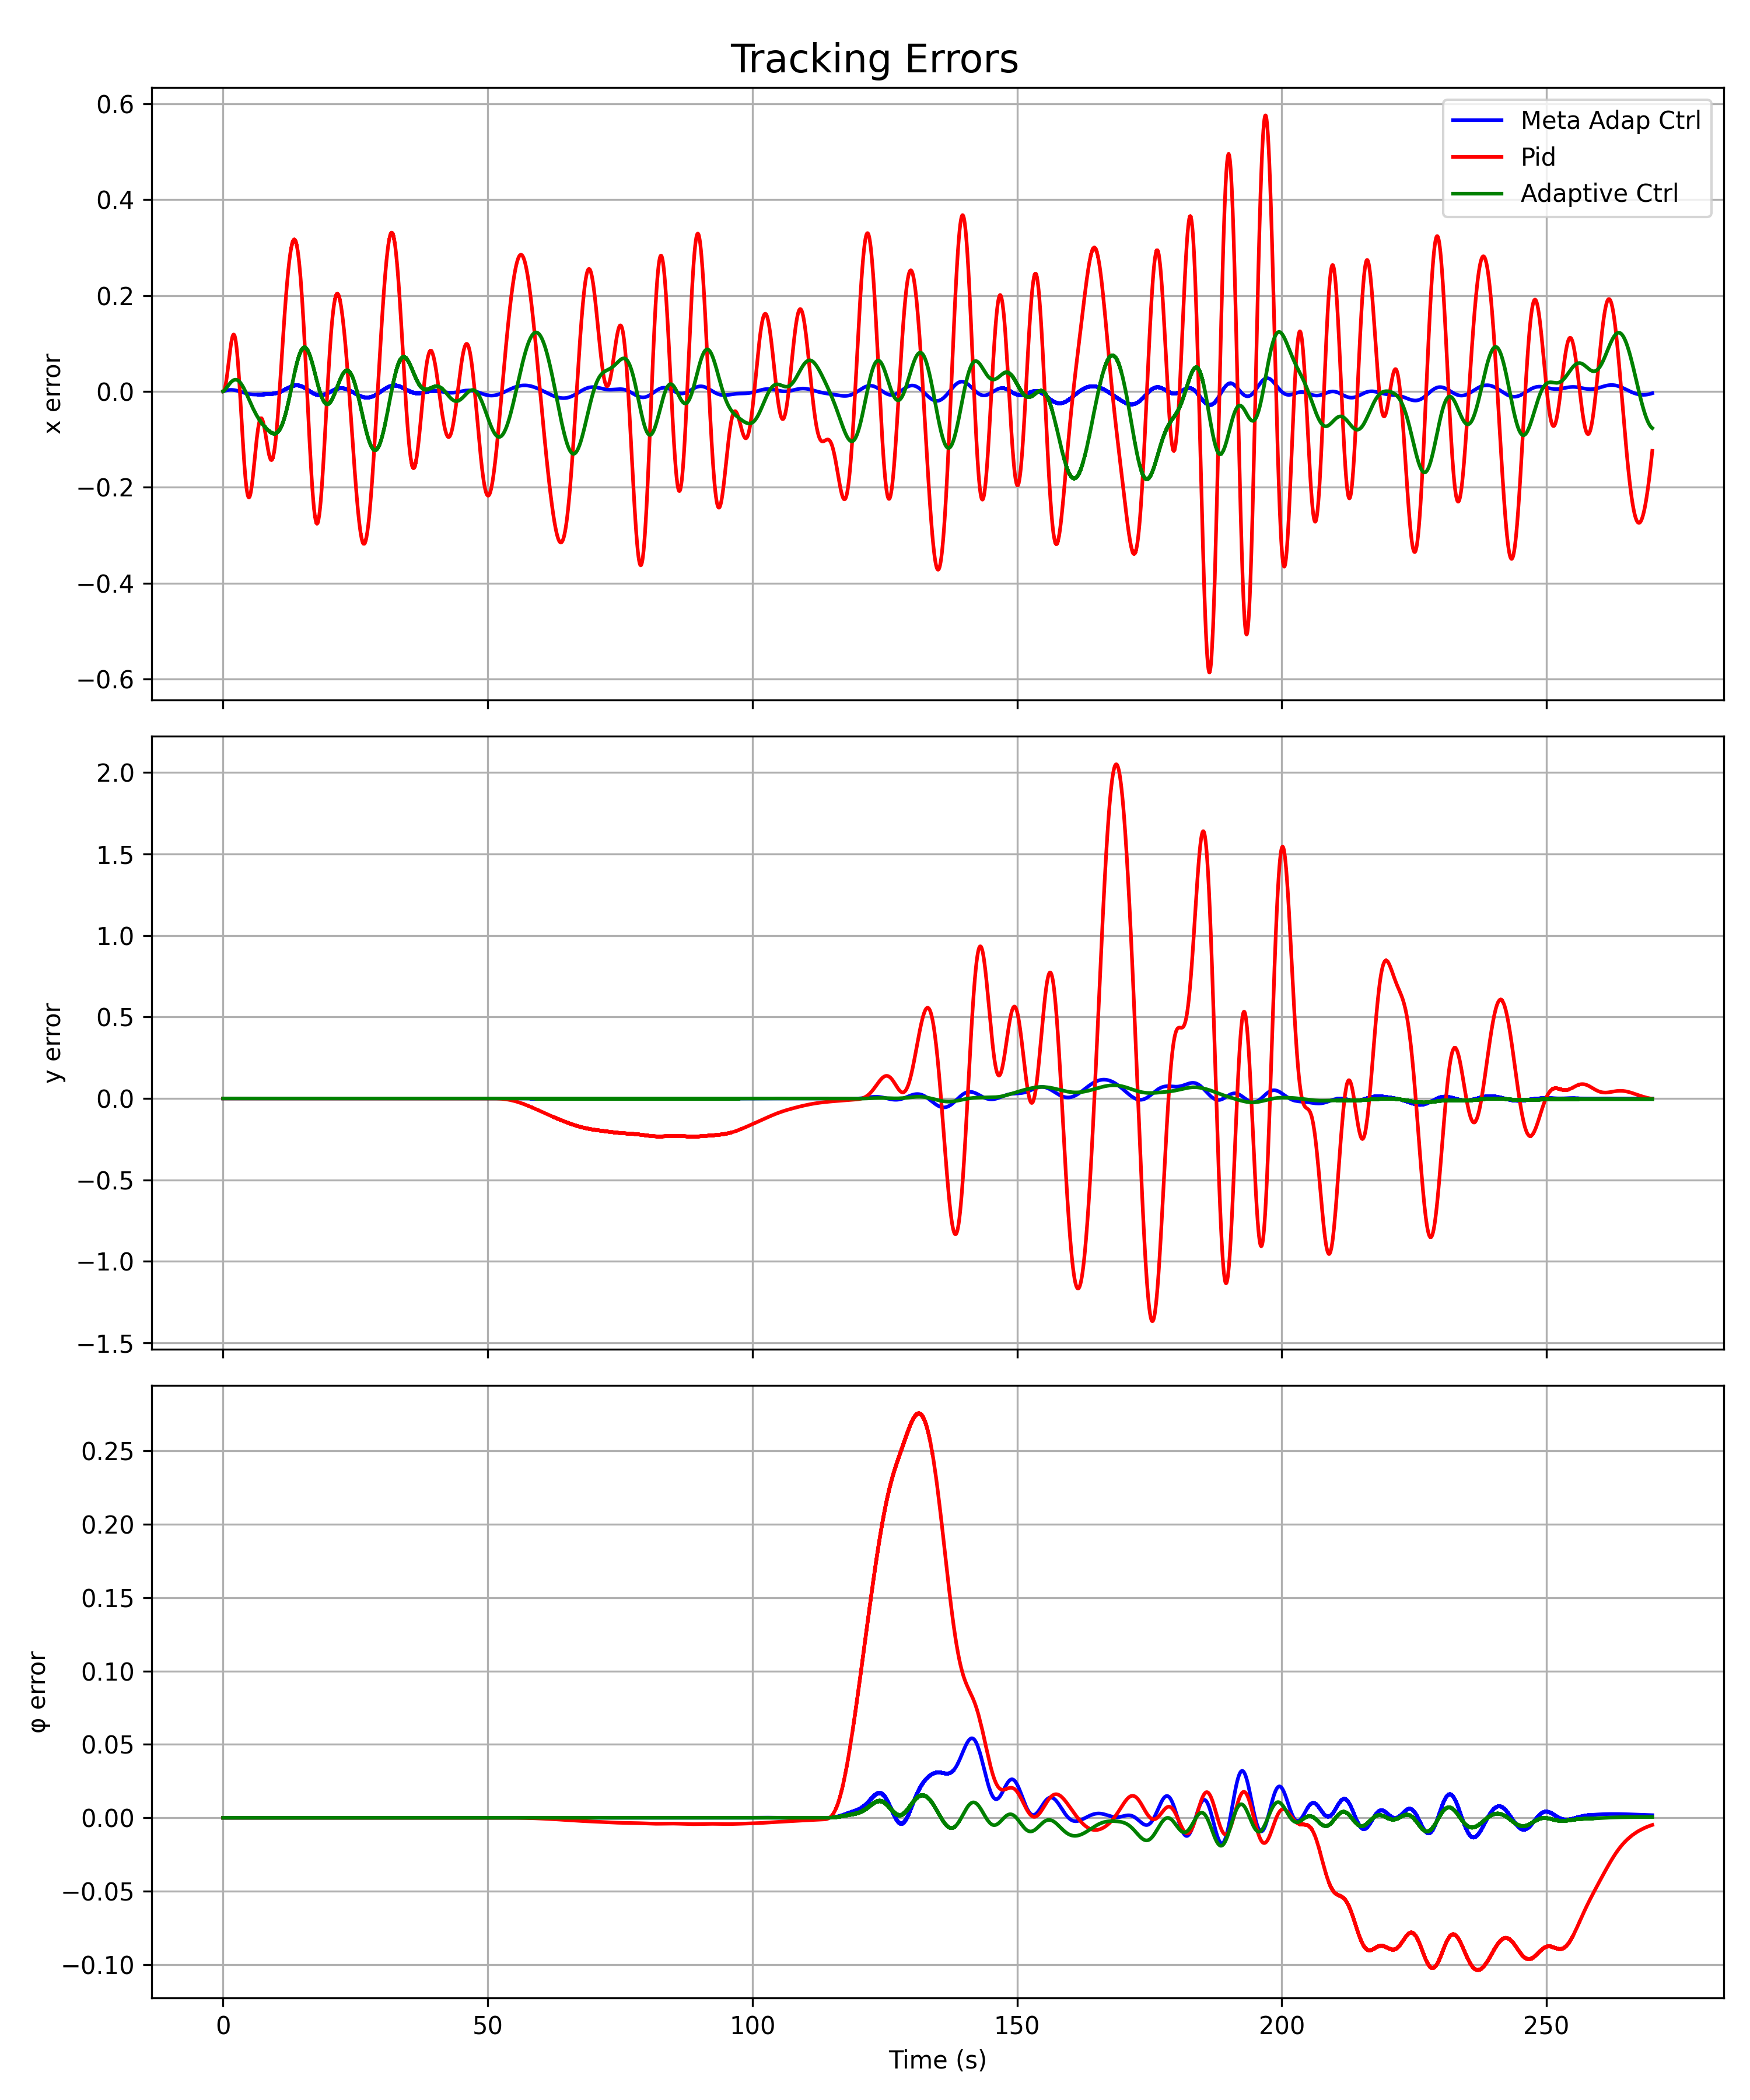 Tracking Errors
0.6
0.4
0.2
0.0
−0.2
−0.4
−0.6
x error
Meta Adap Ctrl
Pid
Adaptive Ctrl
2.0
1.5
1.0
0.5
0.0
−0.5
−1.0
−1.5
y error
0.25
0.20
0.15
0.10
0.05
0.00
−0.05
−0.10
φ error
0 50 100 150 200 250
Time (s)